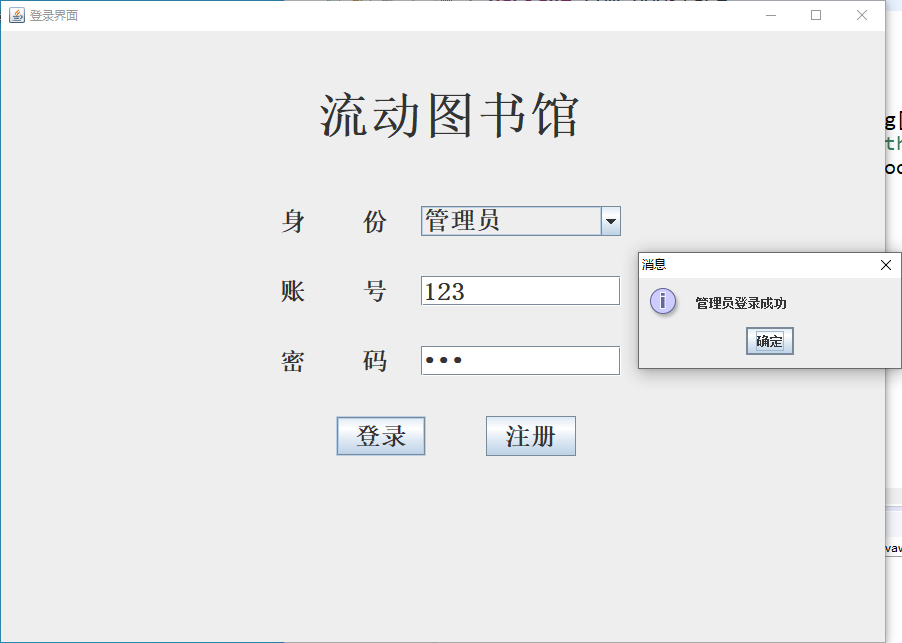 登录界面
流动图书馆
身 份 管理员
账 号 123
密 码 •••
登录 注册
消息
管理员登录成功
确定